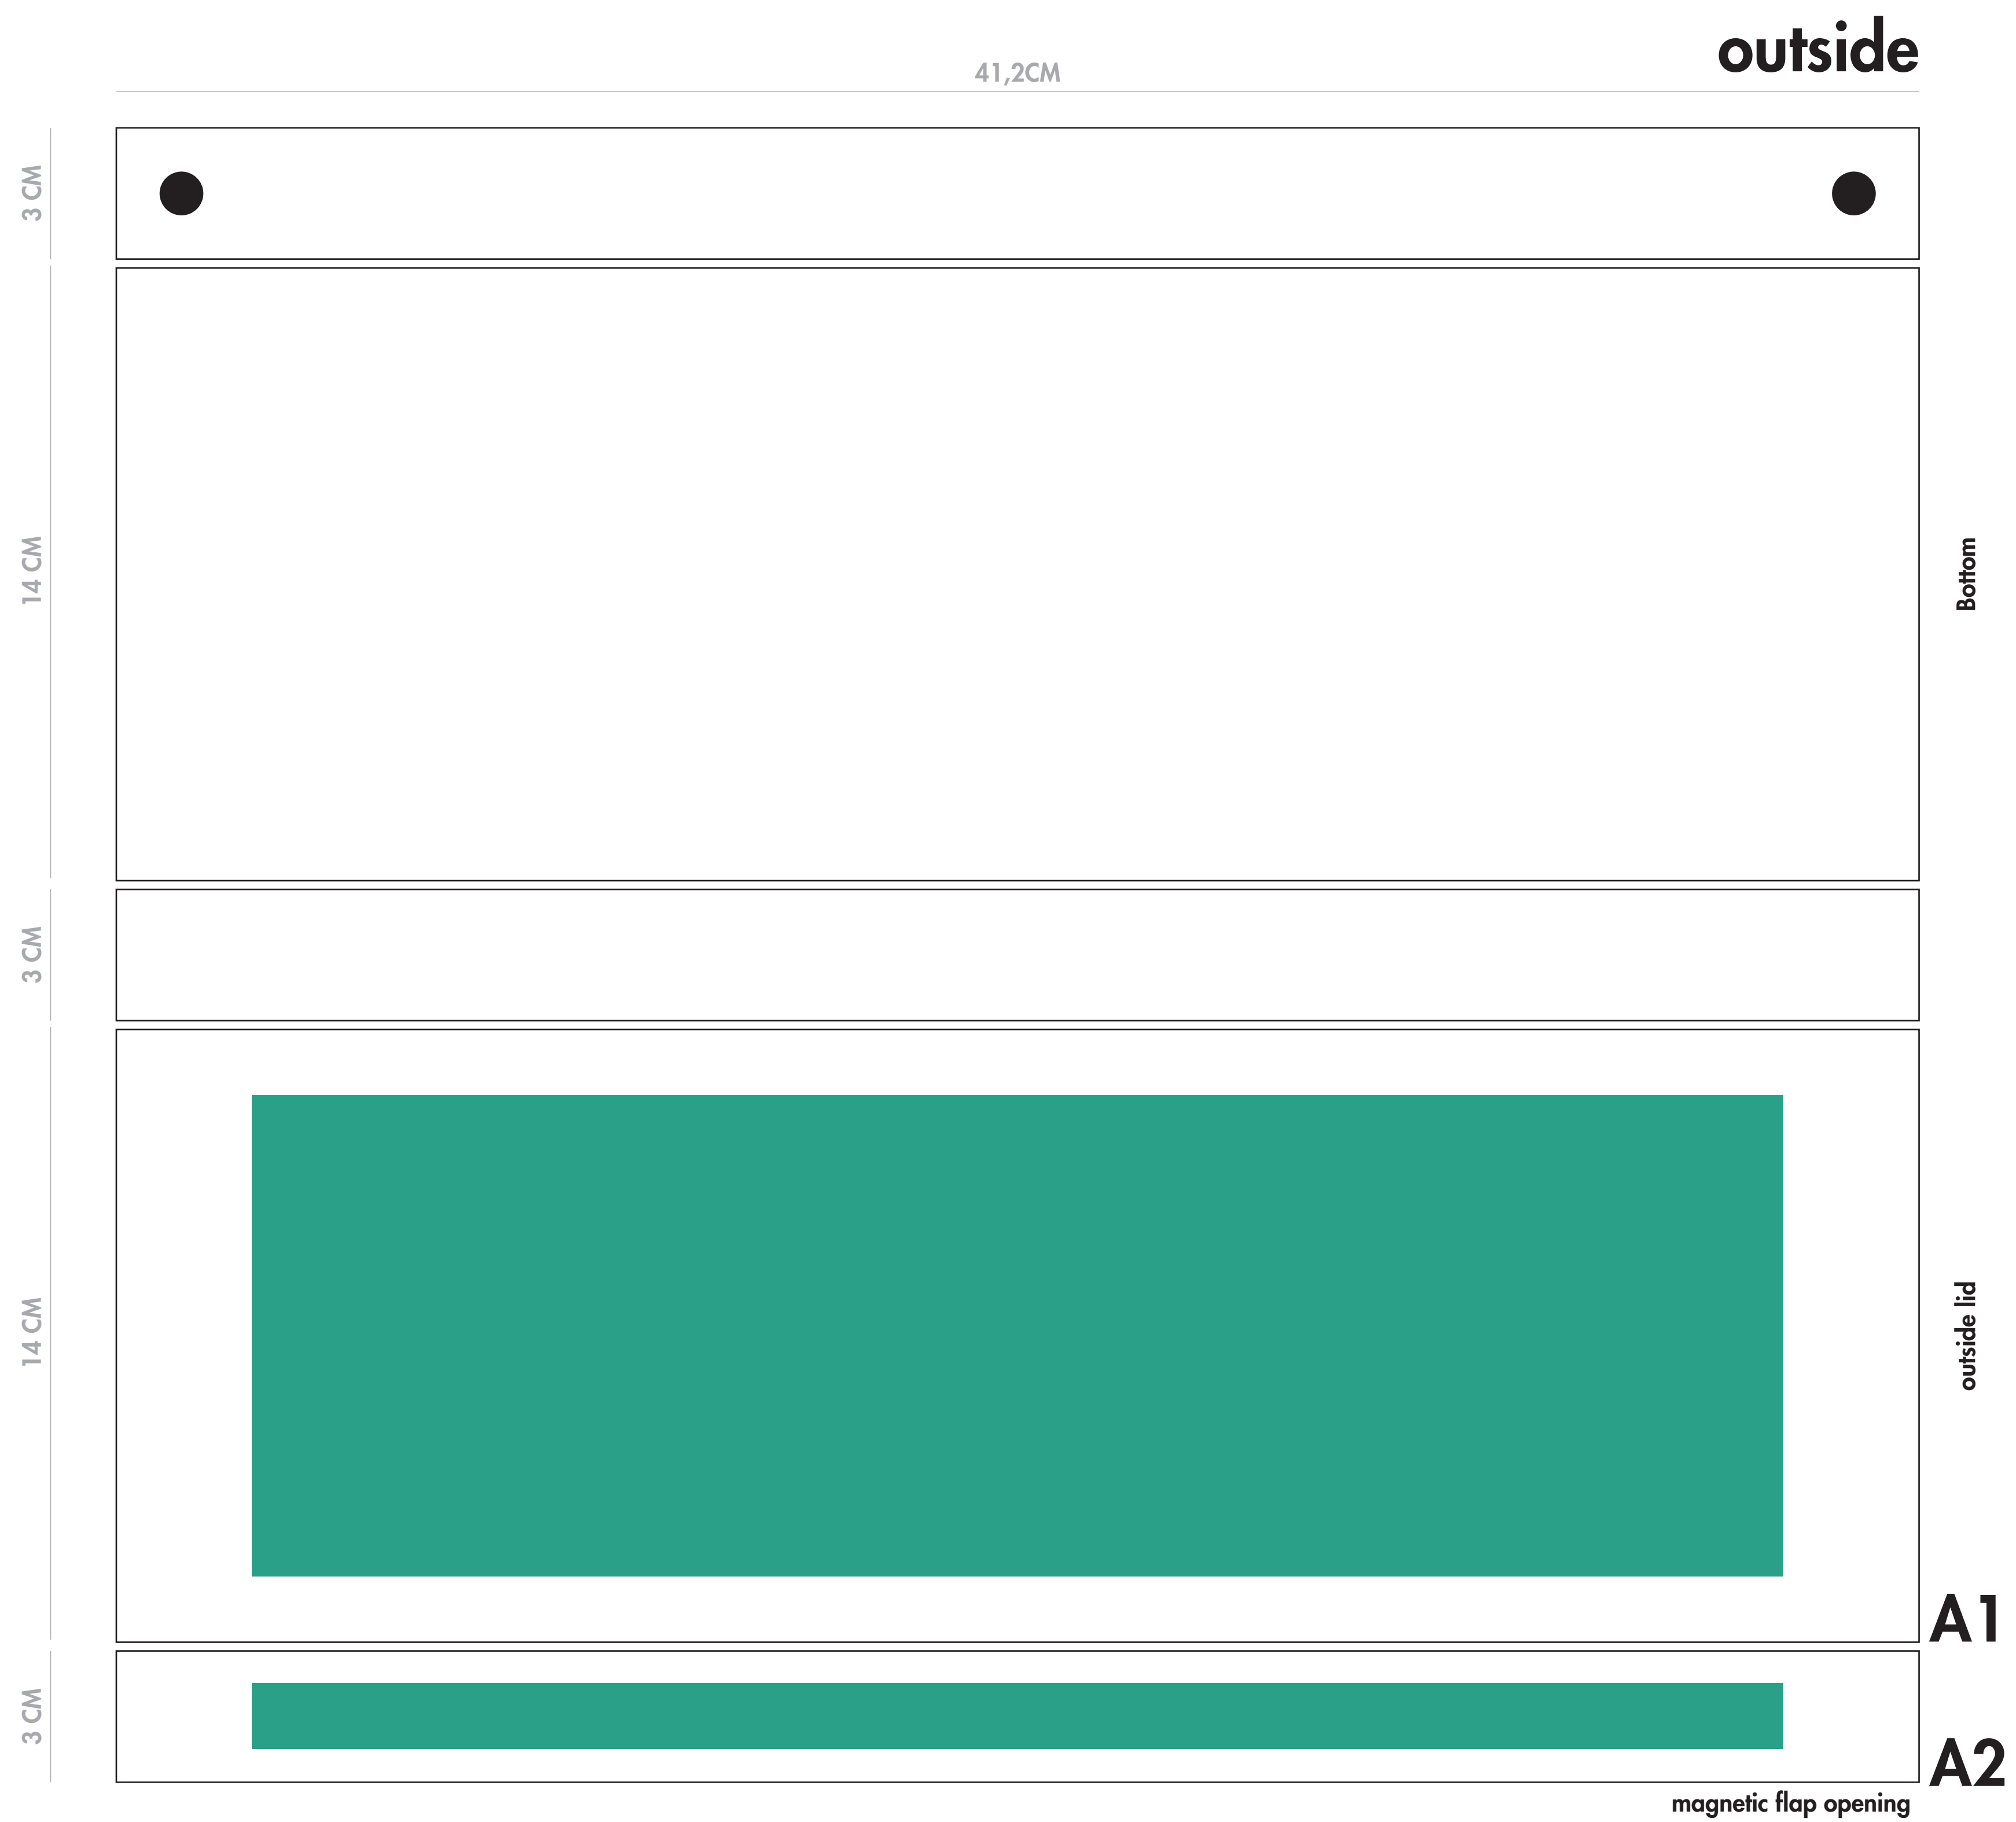 outside
41,2CM
3 CM
14 CM
Bottom
3 CM
14 CM
outside lid
A1
3 CM
A2
magnetic flap opening